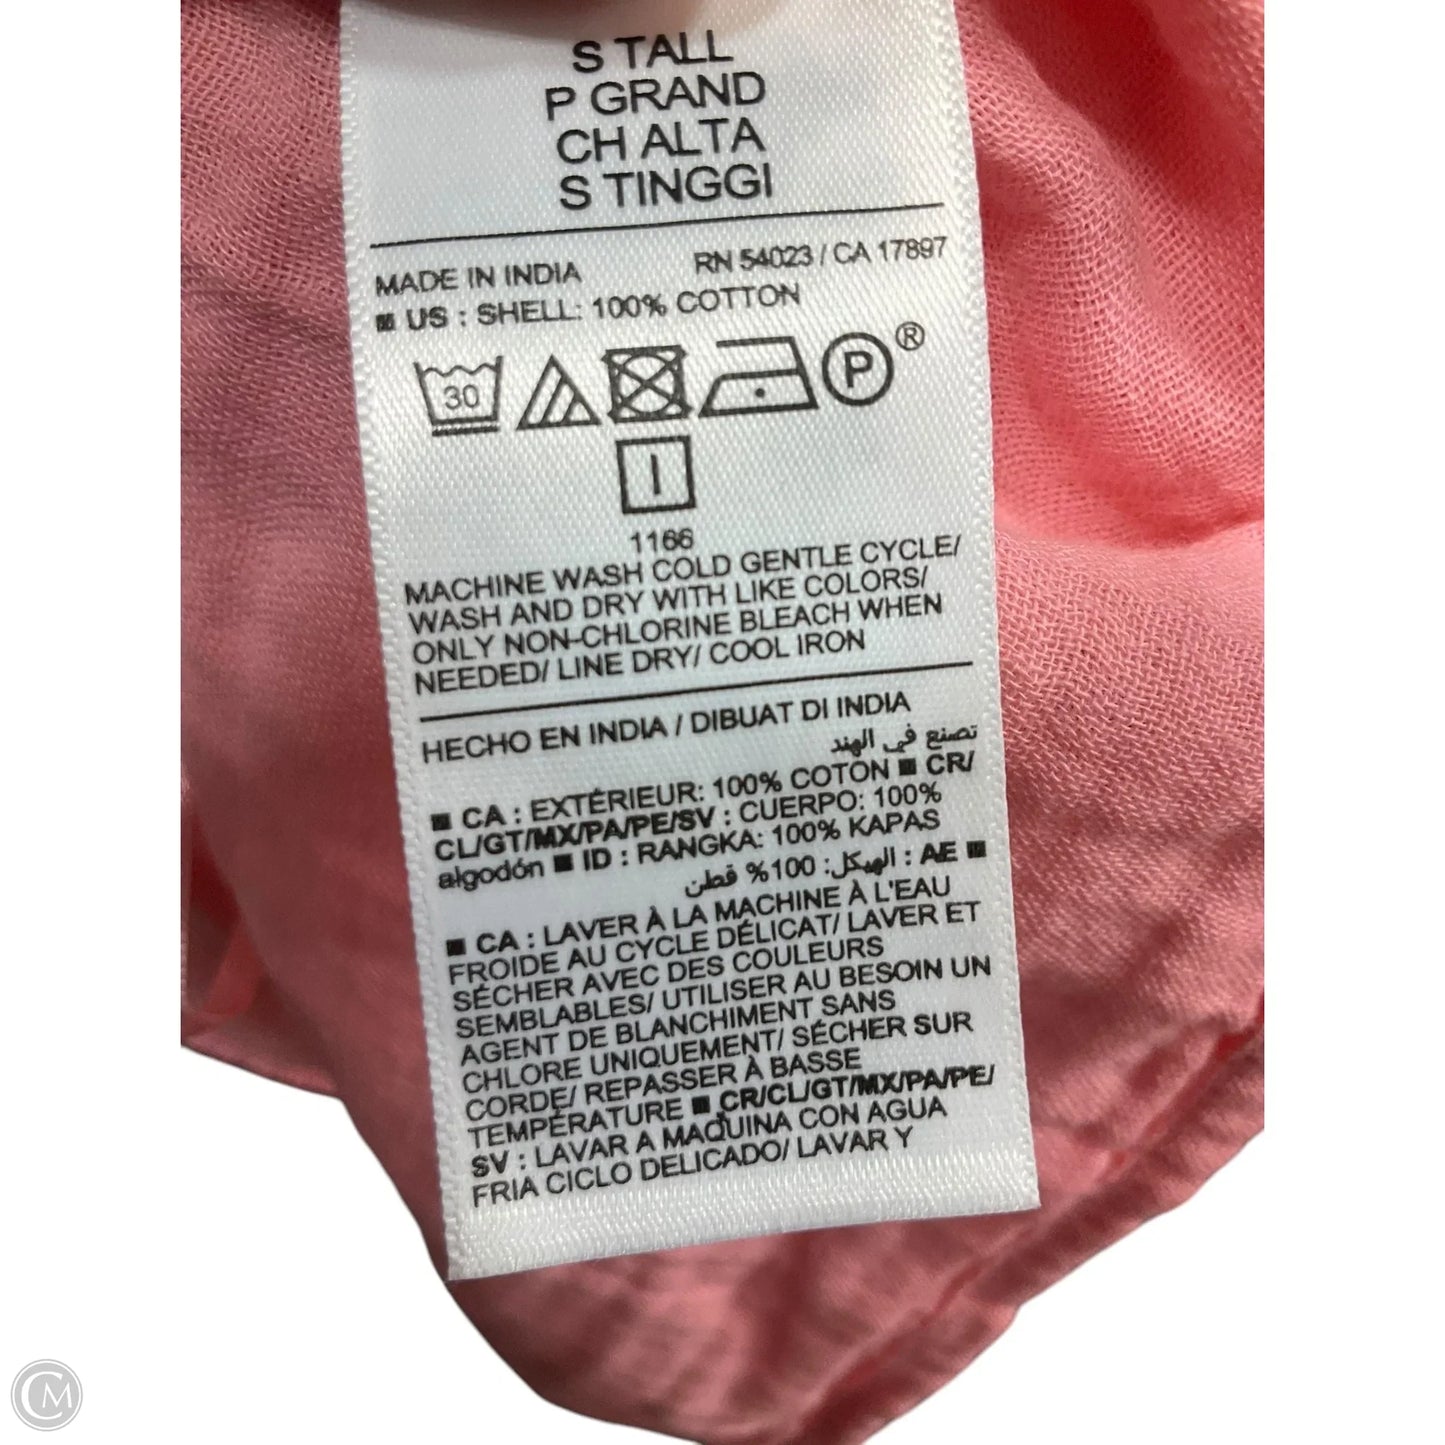 S TALL
P GRAND
CH ALTA
S TINGGI
MADE IN INDIA RN 54023 / CA 17897
■ US : SHELL: 100% COTTON
30 P ®
1166
MACHINE WASH COLD GENTLE CYCLE/
WASH AND DRY WITH LIKE COLORS/
ONLY NON-CHLORINE BLEACH WHEN
NEEDED/ LINE DRY/ COOL IRON
HECHO EN INDIA / DIBUAT DI INDIA
تصنع في الهند
■ CA : EXTÉRIEUR: 100% COTON ■ CR/
CL/GT/MX/PA/PE/SV : CUERPO: 100%
algodón ■ ID : RANGKA: 100% KAPAS
■ AE : الهيكل: 100% قطن
■ CA : LAVER À LA MACHINE À L'EAU
FROIDE AU CYCLE DÉLICAT/ LAVER ET
SÉCHER AVEC DES COULEURS
SEMBLABLES/ UTILISER AU BESOIN UN
AGENT DE BLANCHIMENT SANS
CHLORE UNIQUEMENT/ SÉCHER SUR
CORDE/ REPASSER À BASSE
TEMPÉRATURE ■ CR/CL/GT/MX/PA/PE/
SV : LAVAR A MAQUINA CON AGUA
FRIA CICLO DELICADO/ LAVAR Y
CM